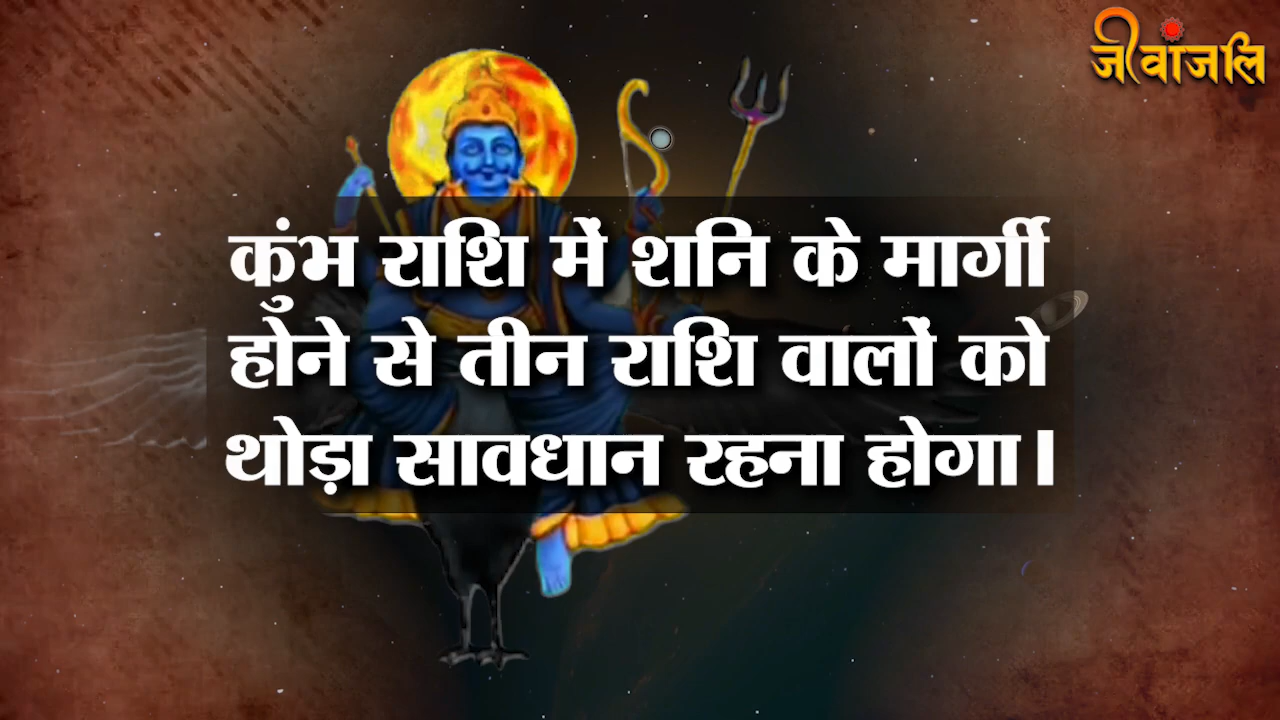 जीवांजलि
कुंभ राशि में शनि के मार्गी
होने से तीन राशि वालों को
थोड़ा सावधान रहना होगा।